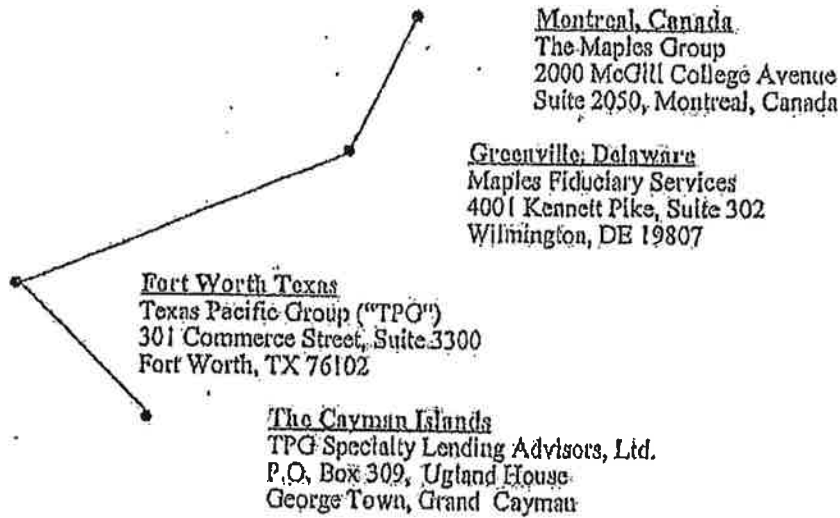 Montreal, Canada
The Maples Group
2000 McGill College Avenue
Suite 2050, Montreal, Canada
Greenville, Delaware
Maples Fiduciary Services
4001 Kennett Pike, Suite 302
Wilmington, DE 19807
Fort Worth Texas
Texas Pacific Group ("TPG")
301 Commerce Street, Suite 3300
Fort Worth, TX 76102
The Cayman Islands
TPG Specialty Lending Advisors, Ltd.
P.O. Box 309, Ugland House
George Town, Grand Cayman